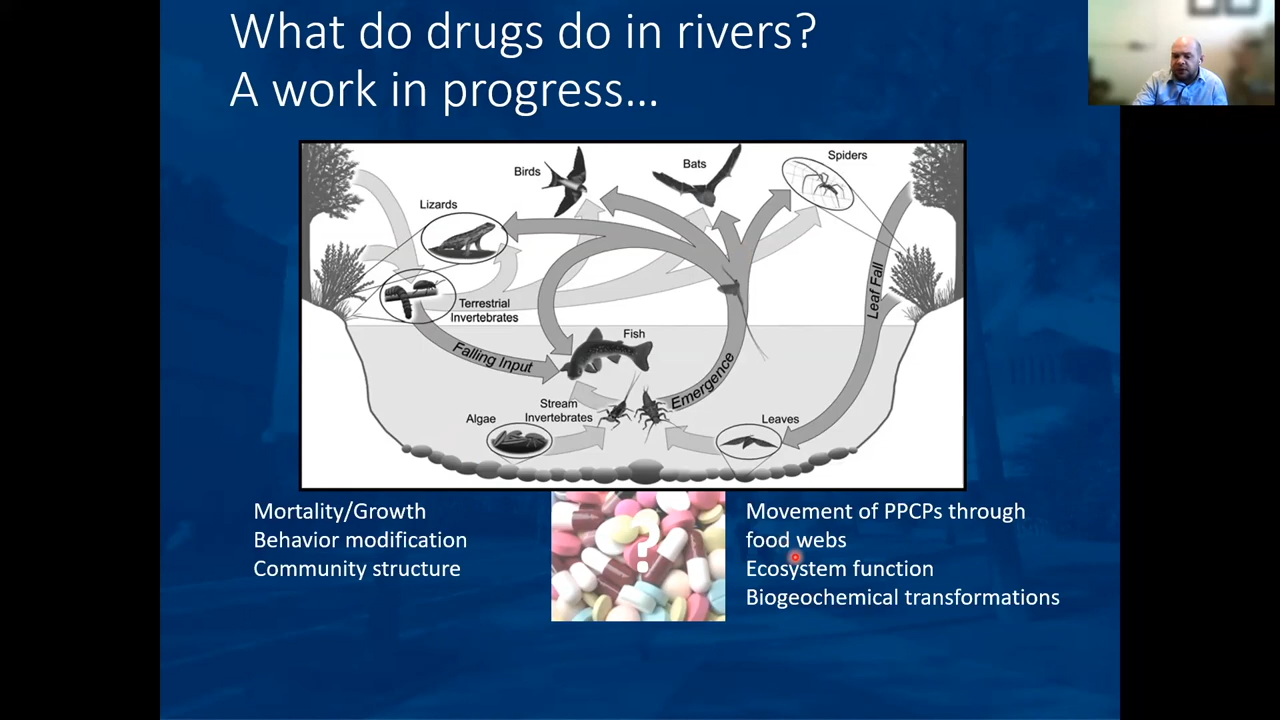 What do drugs do in rivers?
A work in progress...
Birds
Bats
Spiders
Lizards
Leaf Fall
Terrestrial
Invertebrates
Fish
Falling Input
Emergence
Stream
Invertebrates
Algae
Leaves
?
Mortality/Growth
Behavior modification
Community structure
Movement of PPCPs through
food webs
Ecosystem function
Biogeochemical transformations